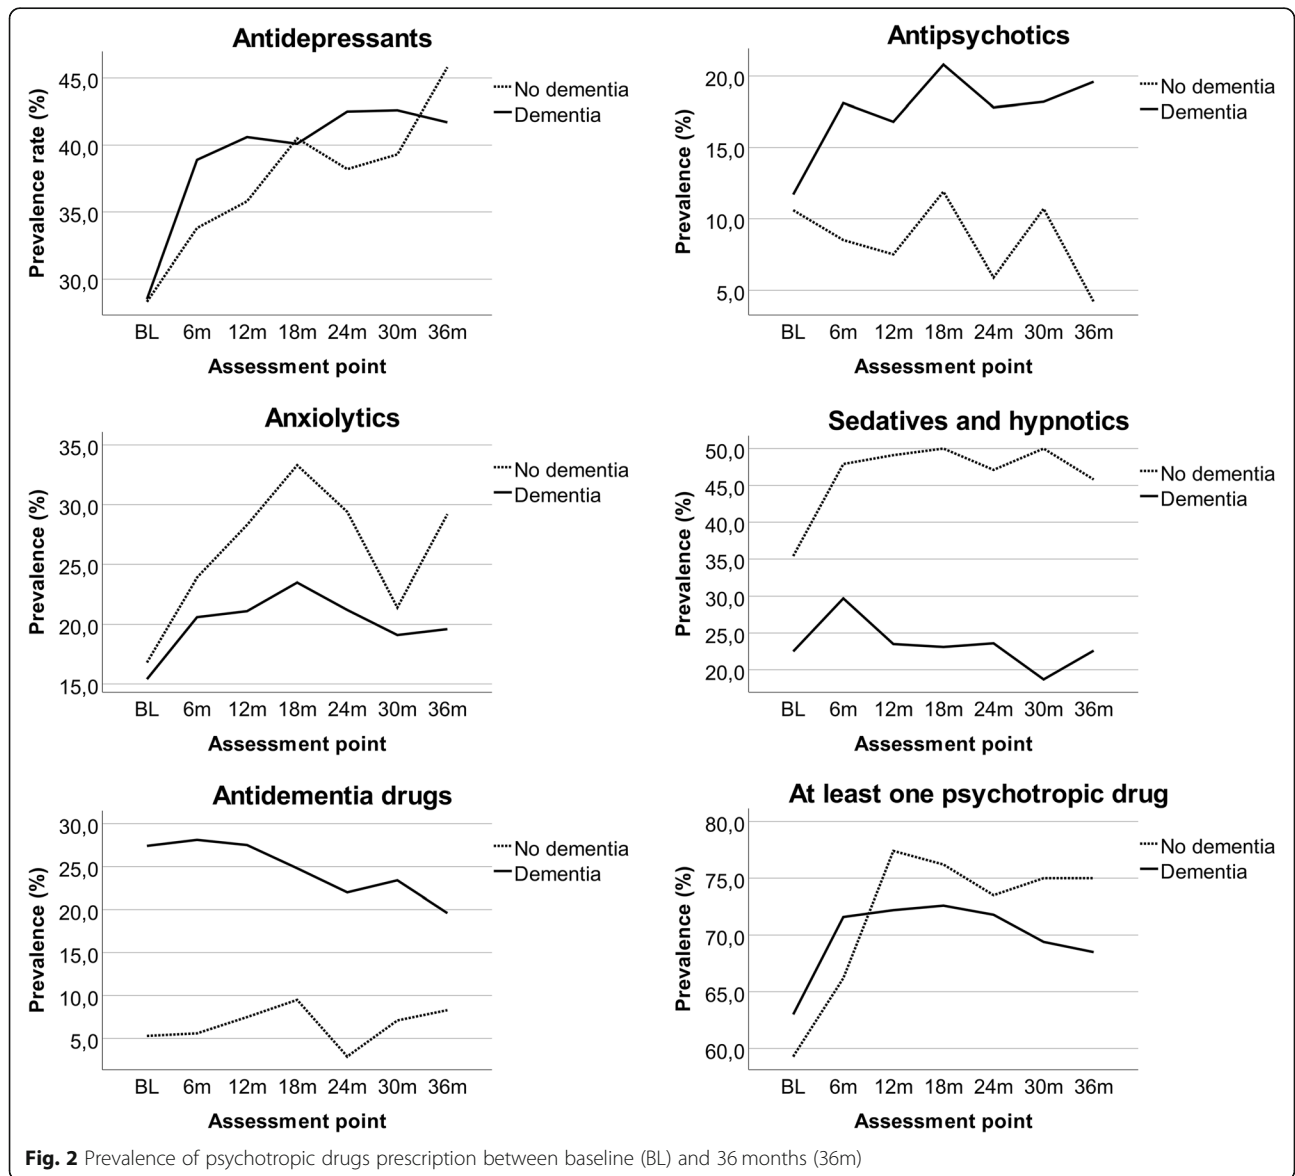 Antidepressants
45,0
40,0
35,0
30,0
Prevalence rate (%)
BL 6m 12m 18m 24m 30m 36m
Assessment point
No dementia
Dementia
Antipsychotics
20,0
15,0
10,0
5,0
Prevalence (%)
BL 6m 12m 18m 24m 30m 36m
Assessment point
No dementia
Dementia
Anxiolytics
35,0
30,0
25,0
20,0
15,0
Prevalence (%)
BL 6m 12m 18m 24m 30m 36m
Assessment point
No dementia
Dementia
Sedatives and hypnotics
50,0
45,0
40,0
35,0
30,0
25,0
20,0
Prevalence (%)
BL 6m 12m 18m 24m 30m 36m
Assessment point
No dementia
Dementia
Antidementia drugs
30,0
25,0
20,0
15,0
10,0
5,0
Prevalence (%)
BL 6m 12m 18m 24m 30m 36m
Assessment point
No dementia
Dementia
At least one psychotropic drug
80,0
75,0
70,0
65,0
60,0
Prevalence (%)
BL 6m 12m 18m 24m 30m 36m
Assessment point
No dementia
Dementia
Fig. 2 Prevalence of psychotropic drugs prescription between baseline (BL) and 36 months (36m)